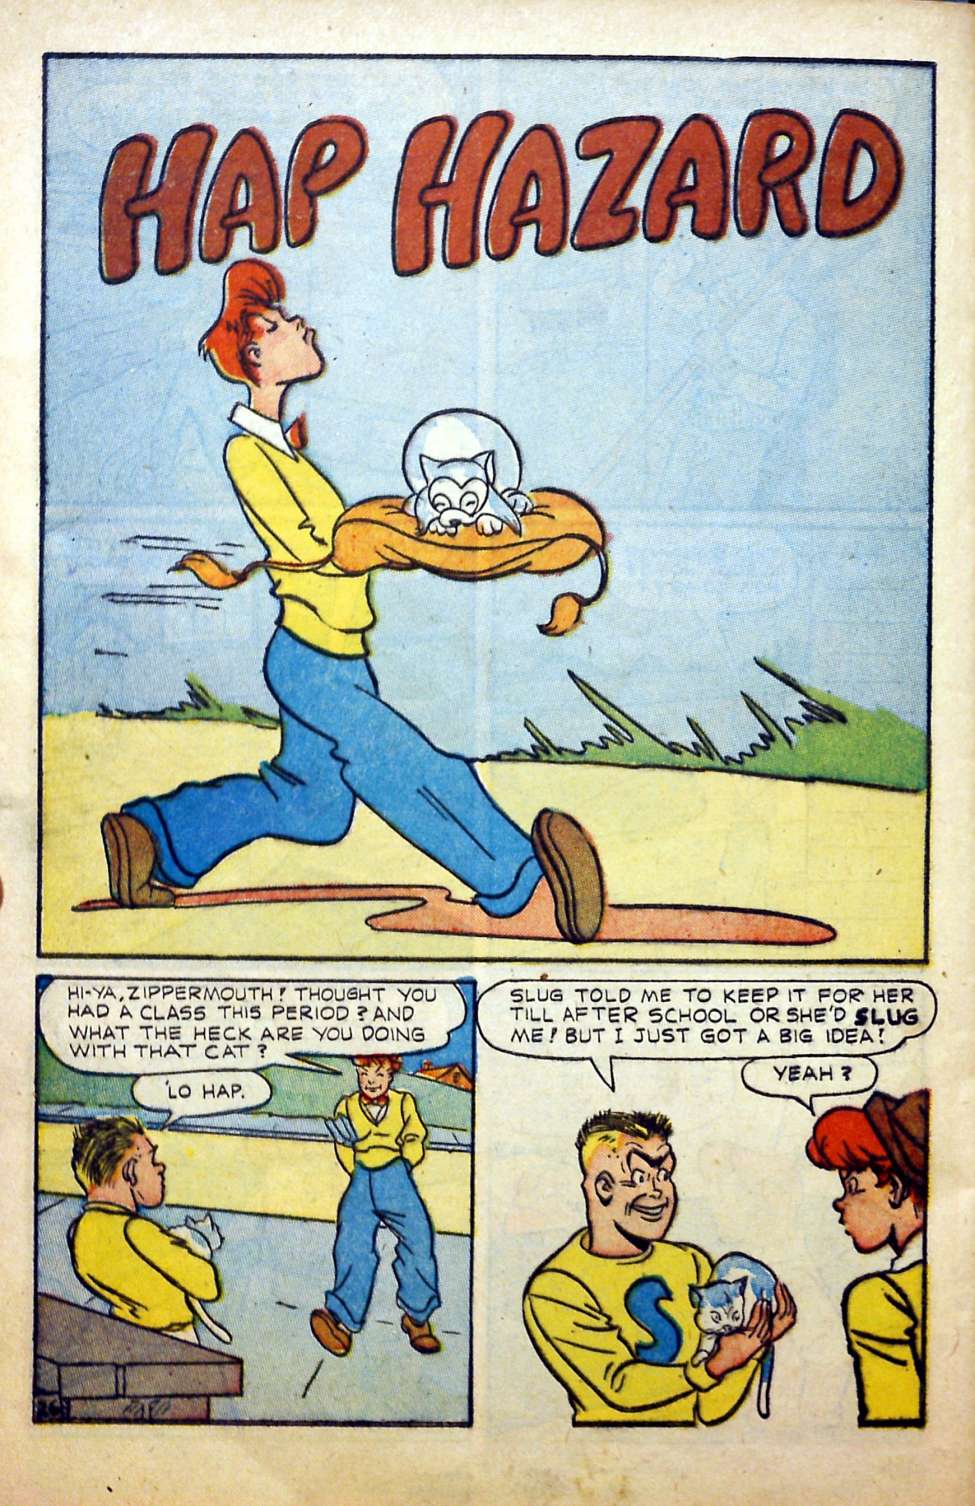 HAP HAZARD
HI-YA, ZIPPERMOUTH! THOUGHT YOU
HAD A CLASS THIS PERIOD? AND
WHAT THE HECK ARE YOU DOING
WITH THAT CAT?
'LO HAP.
SLUG TOLD ME TO KEEP IT FOR HER
TILL AFTER SCHOOL OR SHE'D SLUG
ME! BUT I JUST GOT A BIG IDEA!
YEAH?
S
26